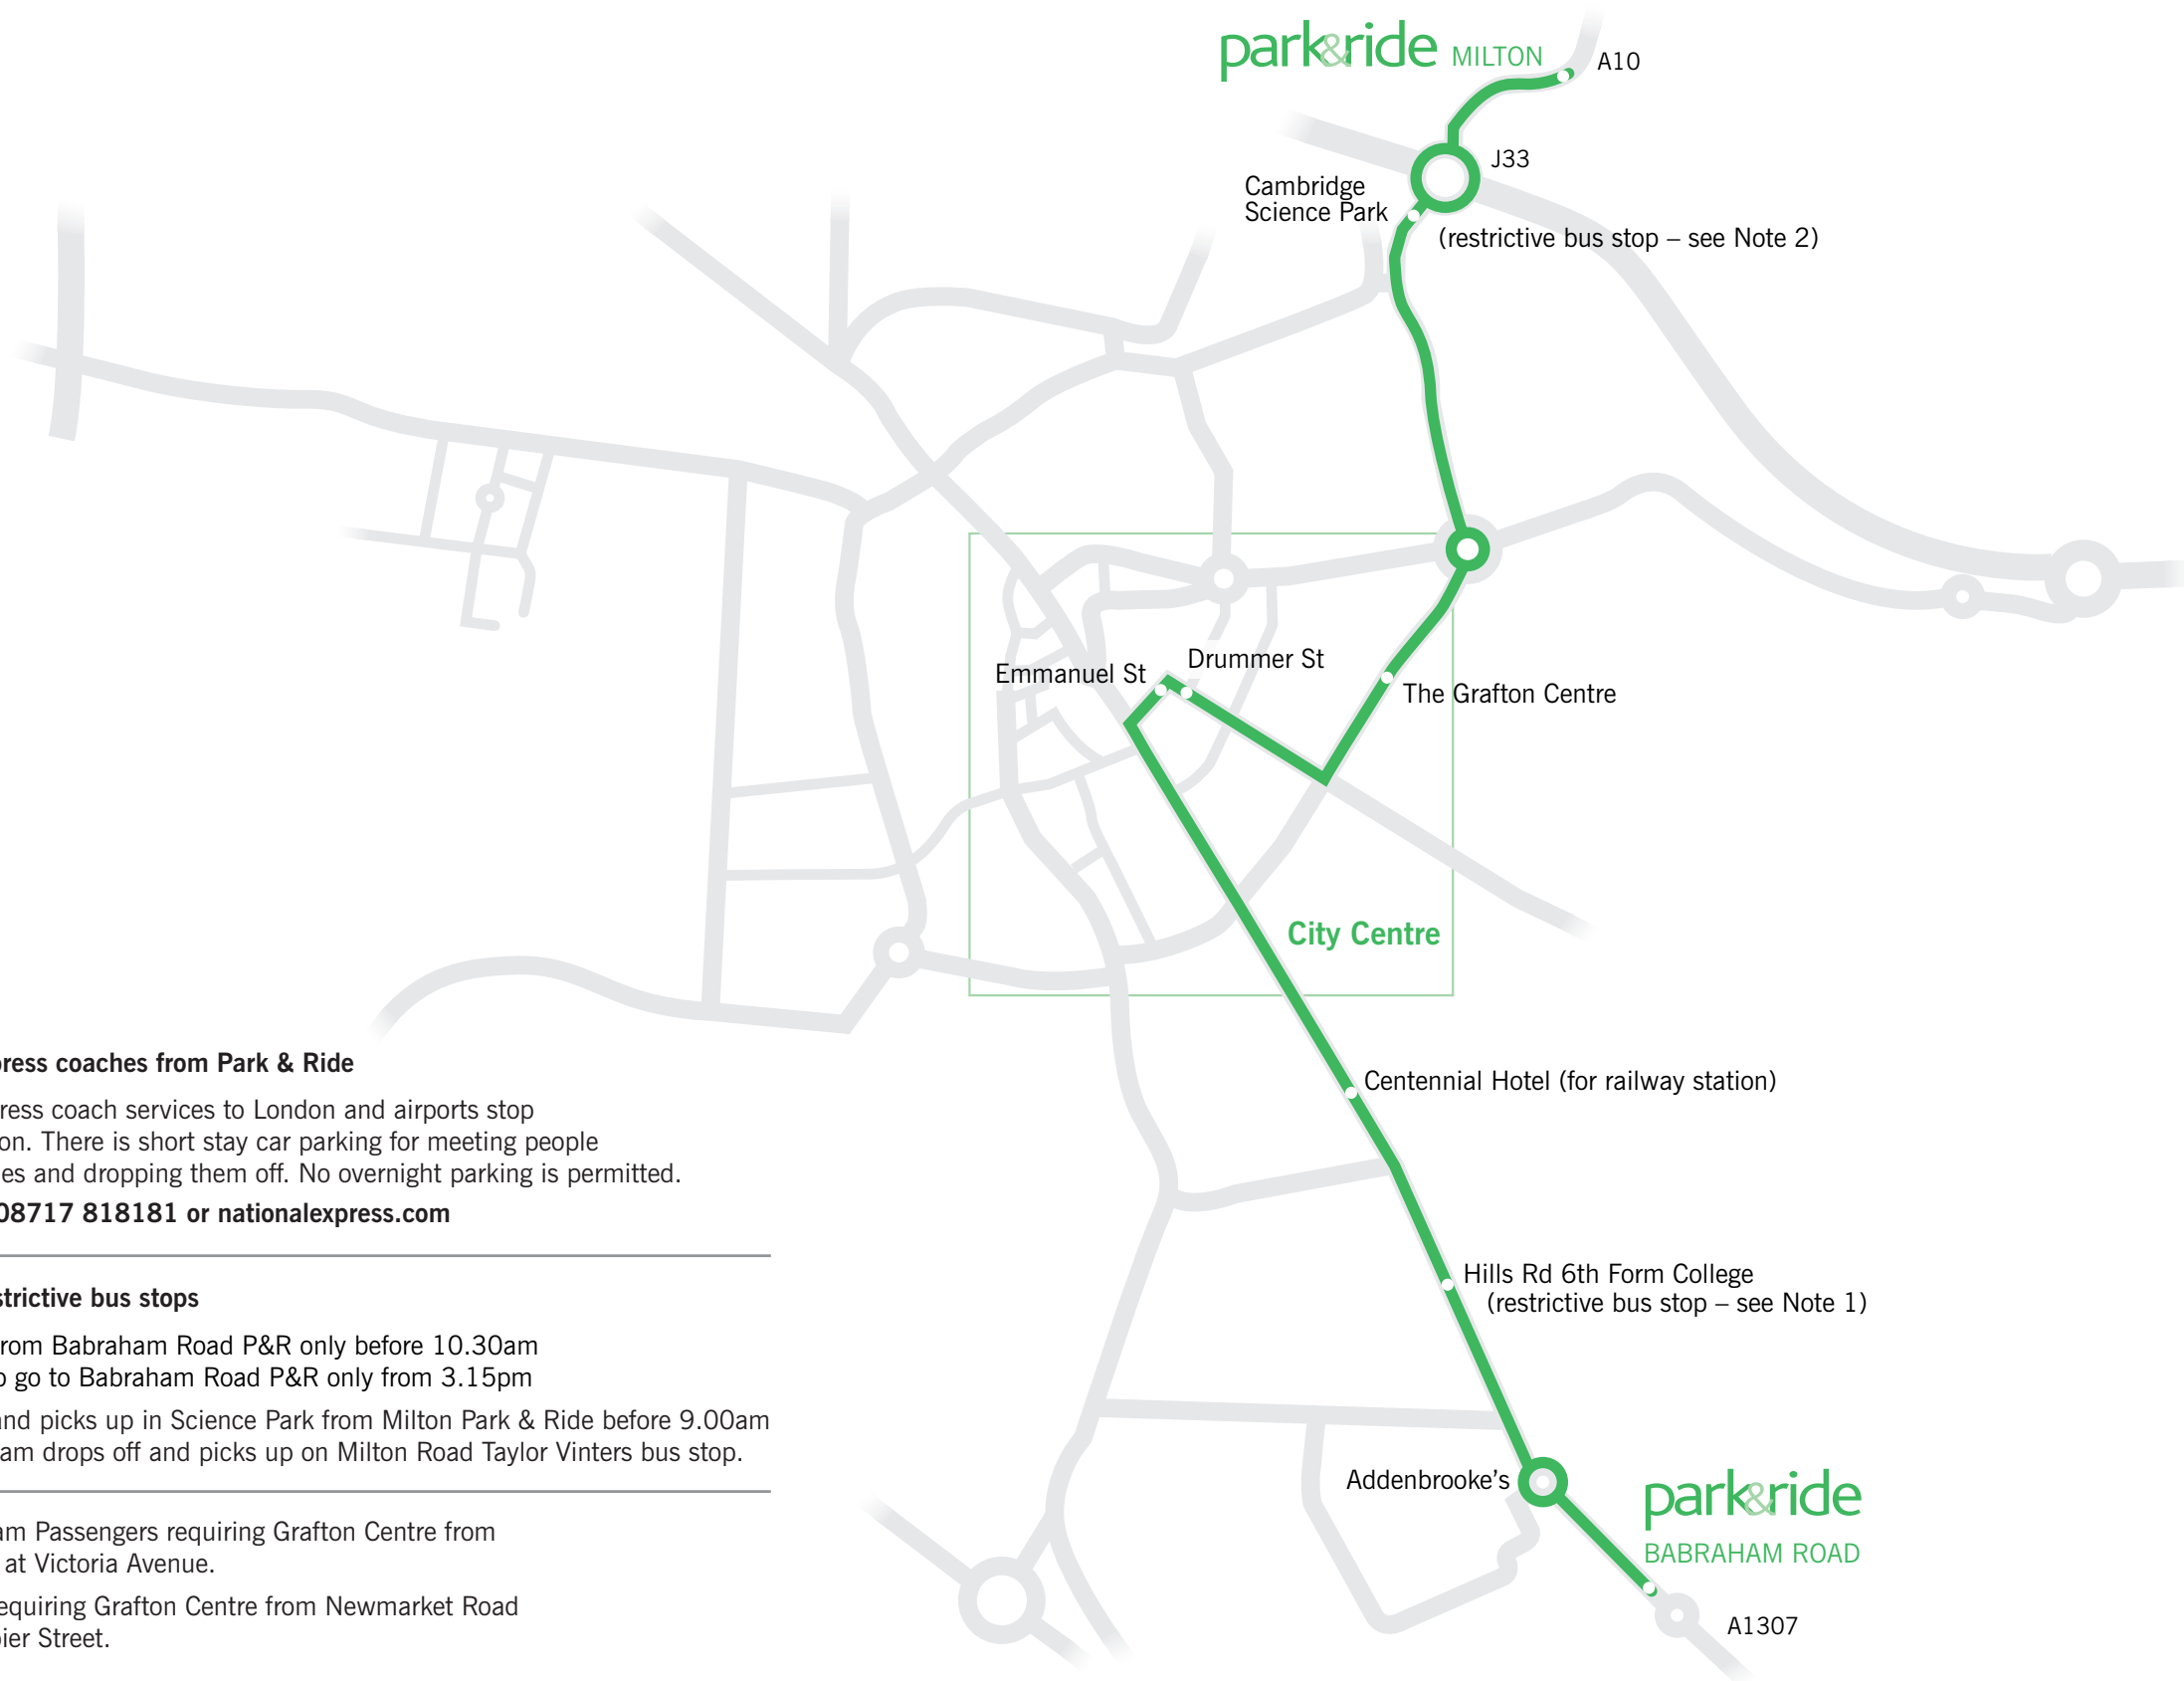 park&ride MILTON
A10
J33
Cambridge
Science Park
(restrictive bus stop – see Note 2)
Emmanuel St
Drummer St
The Grafton Centre
City Centre
Centennial Hotel (for railway station)
Hills Rd 6th Form College
(restrictive bus stop – see Note 1)
Addenbrooke's
park&ride
BABRAHAM ROAD
A1307
press coaches from Park & Ride
ress coach services to London and airports stop
on. There is short stay car parking for meeting people
es and dropping them off. No overnight parking is permitted.
08717 818181 or nationalexpress.com
strictive bus stops
rom Babraham Road P&R only before 10.30am
o go to Babraham Road P&R only from 3.15pm
and picks up in Science Park from Milton Park & Ride before 9.00am
am drops off and picks up on Milton Road Taylor Vinters bus stop.
am Passengers requiring Grafton Centre from
at Victoria Avenue.
equiring Grafton Centre from Newmarket Road
pier Street.